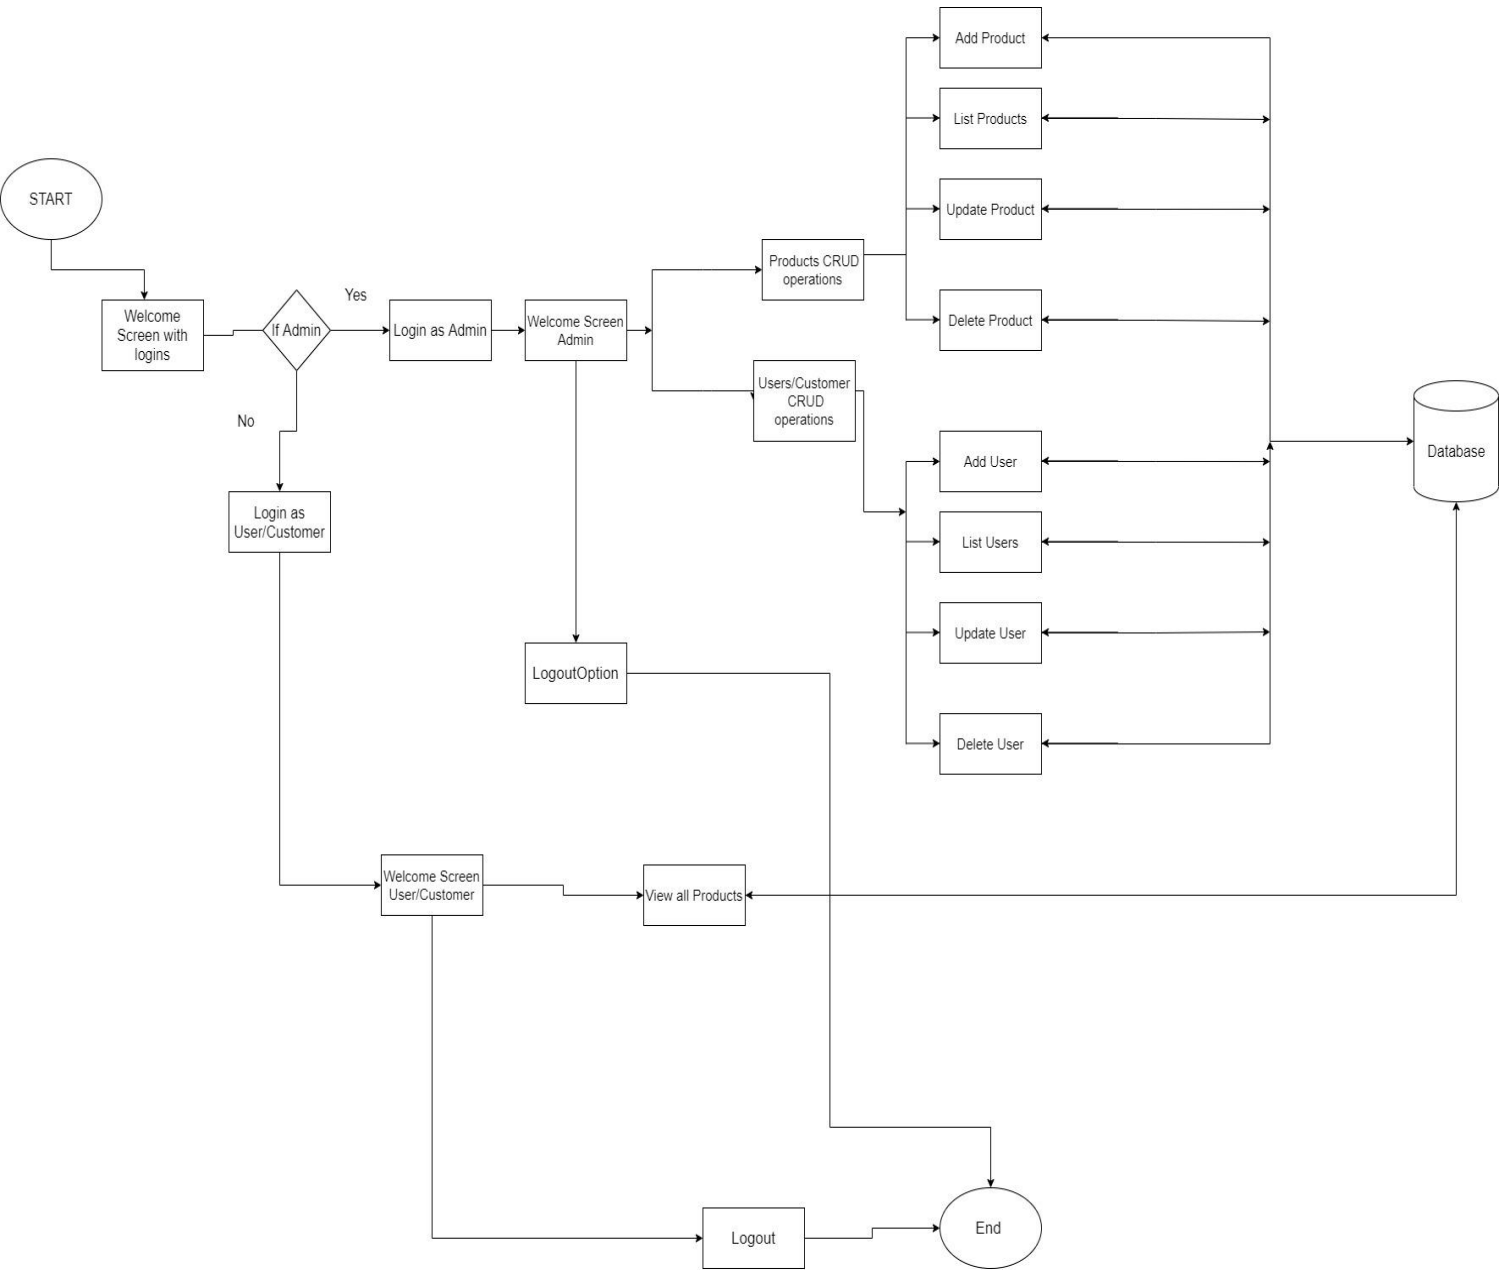 Add Product
List Products
START
Update Product
Products CRUD
operations
Yes
Welcome
Screen with
logins
If Admin
Login as Admin
Welcome Screen
Admin
Delete Product
Users/Customer
CRUD
operations
No
Add User
Database
Login as
User/Customer
List Users
Update User
LogoutOption
Delete User
Welcome Screen
User/Customer
View all Products
Logout
End